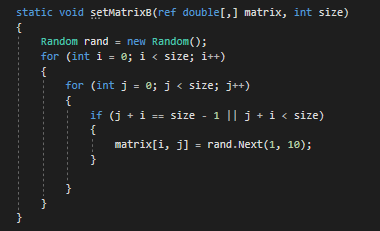 static void setMatrixB(ref double[,] matrix, int size)
{
Random rand = new Random();
for (int i = 0; i < size; i++)
{
for (int j = 0; j < size; j++)
{
if (j + i == size - 1 || j + i < size)
{
matrix[i, j] = rand.Next(1, 10);
}
}
}
}